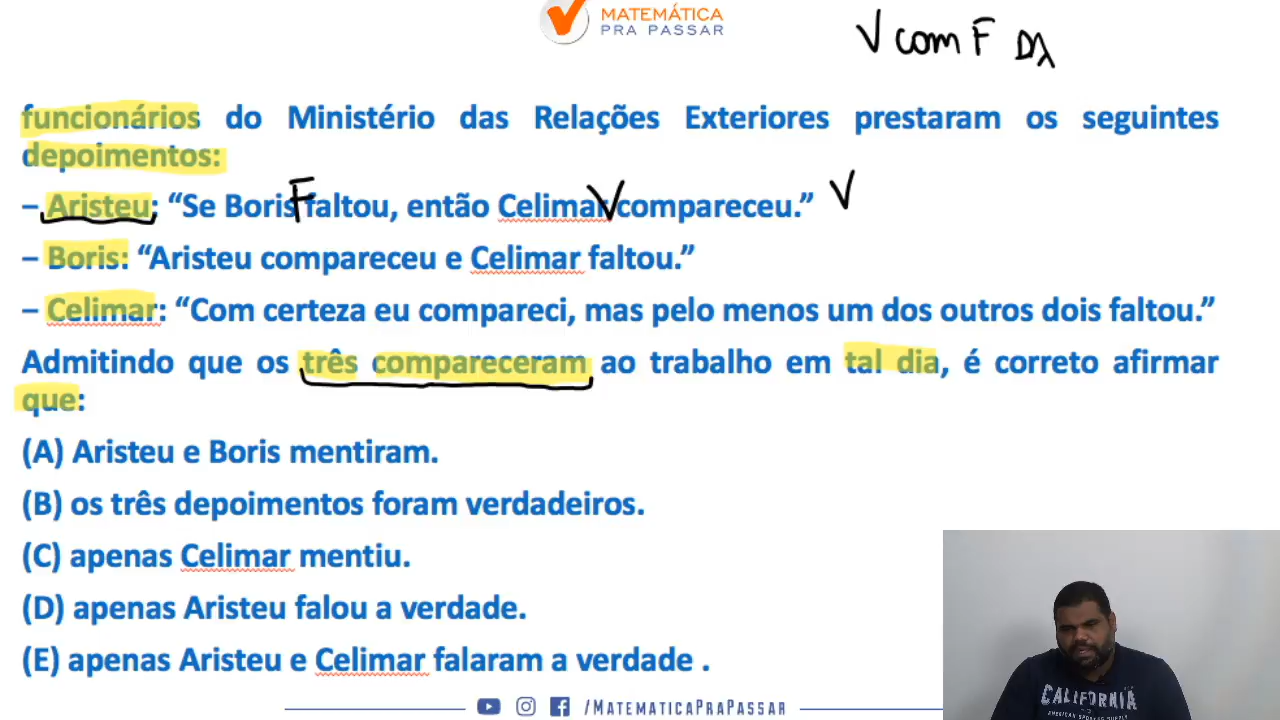 MATEMÁTICA
PRA PASSAR
V com F Dá
funcionários do Ministério das Relações Exteriores prestaram os seguintes
depoimentos:
– Aristeu: “Se Boris F faltou, então Celimar V compareceu.” V
– Boris: “Aristeu compareceu e Celimar faltou.”
– Celimar: “Com certeza eu compareci, mas pelo menos um dos outros dois faltou.”
Admitindo que os três compareceram ao trabalho em tal dia, é correto afirmar
que:
(A) Aristeu e Boris mentiram.
(B) os três depoimentos foram verdadeiros.
(C) apenas Celimar mentiu.
(D) apenas Aristeu falou a verdade.
(E) apenas Aristeu e Celimar falaram a verdade .
/MatematicaPraPassar
CALIFORNIA